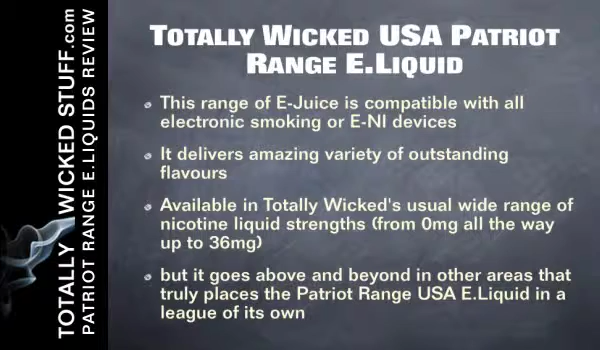 TOTALLY WICKED STUFF.com
PATRIOT RANGE E.LIQUIDS REVIEW
TOTALLY WICKED USA PATRIOT
RANGE E.LIQUID
This range of E-Juice is compatible with all
electronic smoking or E-NI devices
It delivers amazing variety of outstanding
flavours
Available in Totally Wicked's usual wide range of
nicotine liquid strengths (from 0mg all the way
up to 36mg)
but it goes above and beyond in other areas that
truly places the Patriot Range USA E.Liquid in a
league of its own